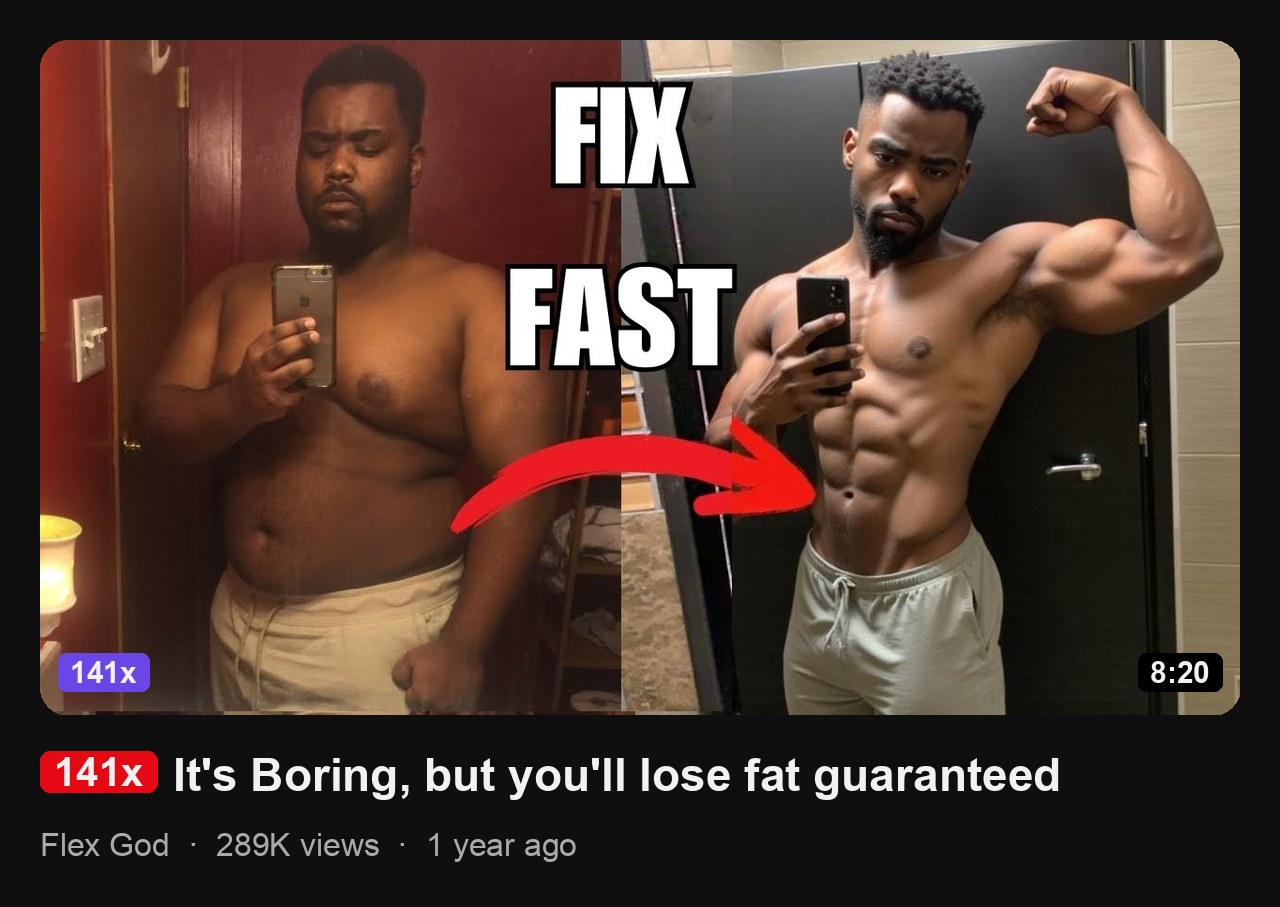 FIX
FAST
141x
8:20
141x It's Boring, but you'll lose fat guaranteed
Flex God · 289K views · 1 year ago